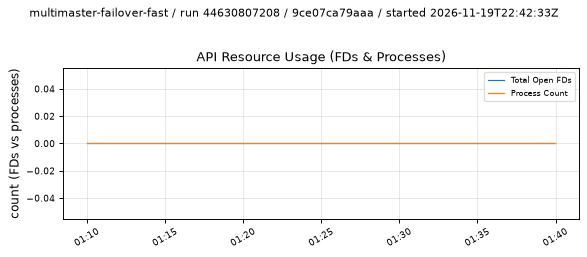 multimaster-failover-fast / run 44630807208 / 9ce07ca79aaa / started 2026-11-19T22:42:33Z
API Resource Usage (FDs & Processes)
Total Open FDs
Process Count
count (FDs vs processes)
0.04
0.02
0.00
−0.02
−0.04
01:10
01:15
01:20
01:25
01:30
01:35
01:40